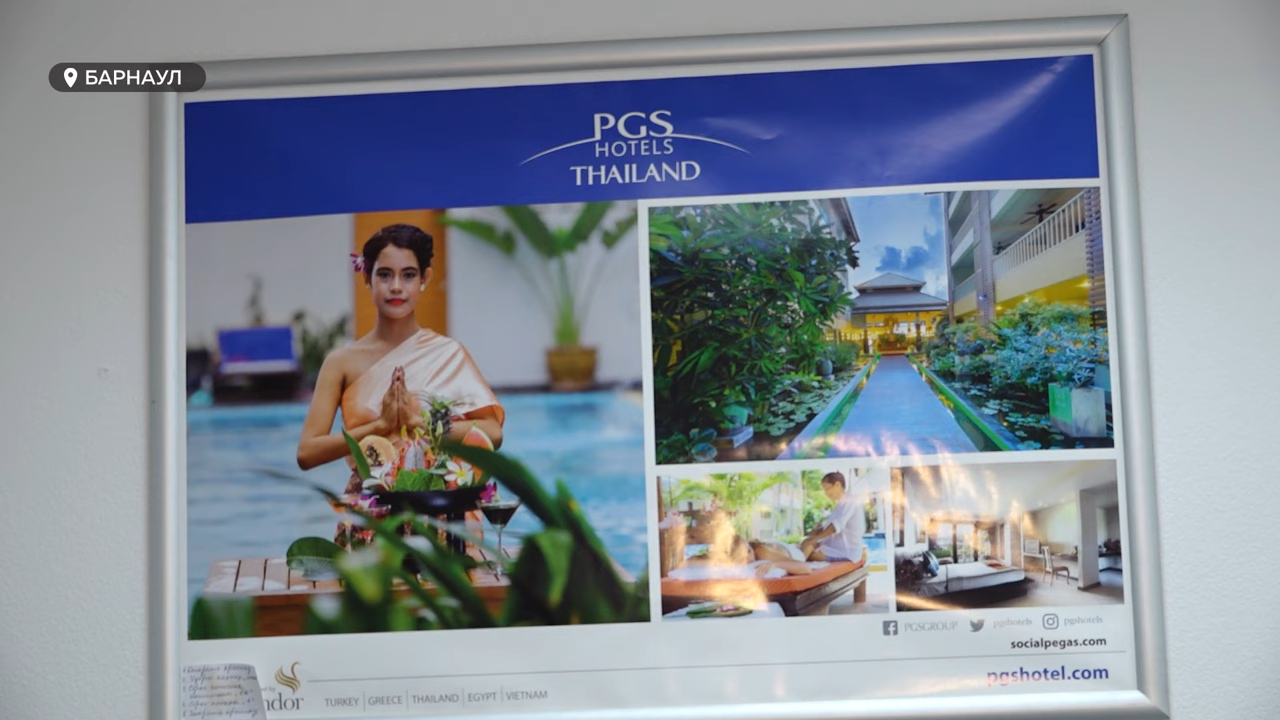 БАРНАУЛ
PGS
HOTELS
THAILAND
PGSGROUP pgshotels pgshotels
socialpegas.com
pgshotel.com
TURKEY | GREECE | THAILAND | EGYPT | VIETNAM